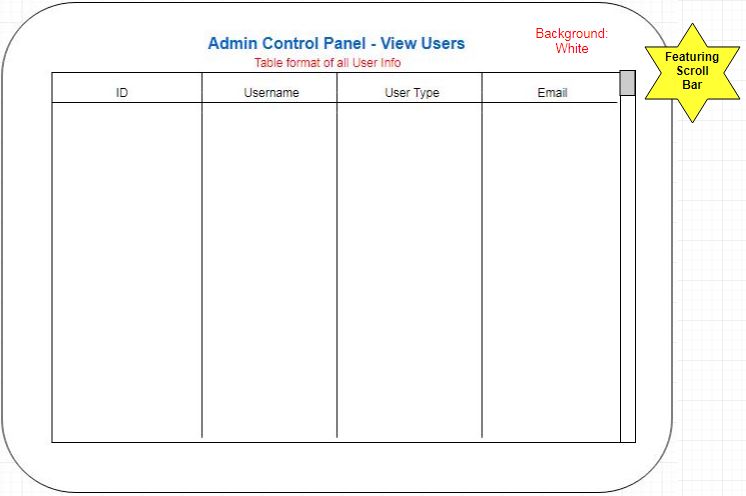 Admin Control Panel - View Users
Background:
White
Table format of all User Info
Featuring
Scroll
Bar
ID Username User Type Email